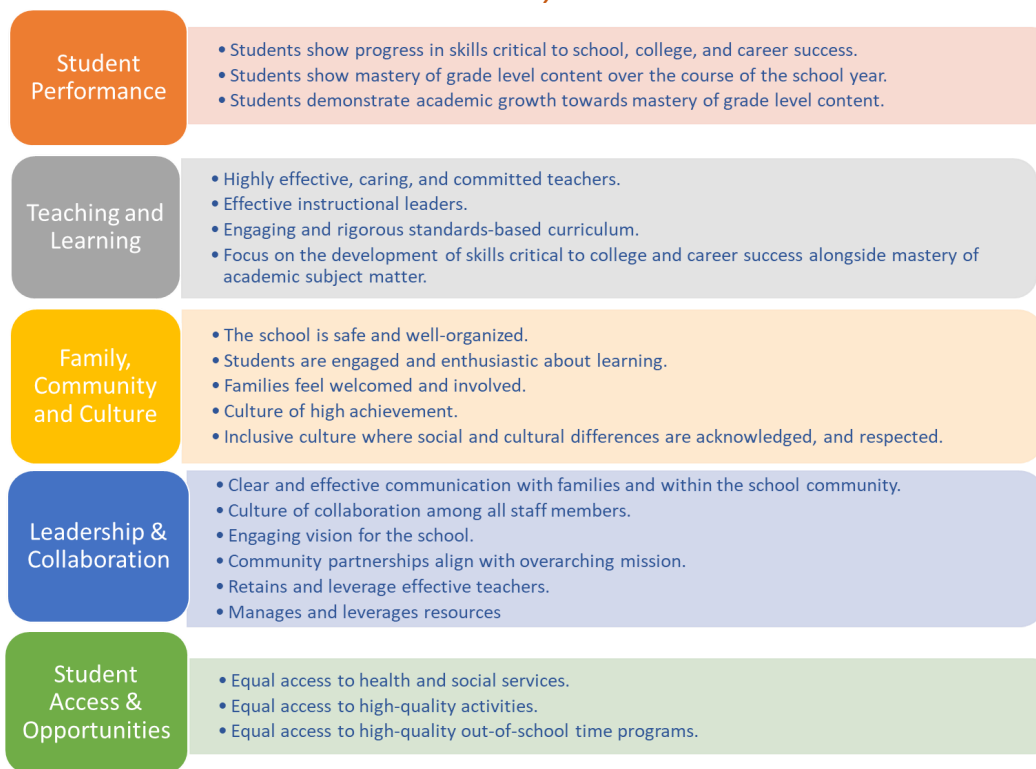 Student
Performance
• Students show progress in skills critical to school, college, and career success.
• Students show mastery of grade level content over the course of the school year.
• Students demonstrate academic growth towards mastery of grade level content.
Teaching and
Learning
• Highly effective, caring, and committed teachers.
• Effective instructional leaders.
• Engaging and rigorous standards-based curriculum.
• Focus on the development of skills critical to college and career success alongside mastery of
academic subject matter.
Family,
Community
and Culture
• The school is safe and well-organized.
• Students are engaged and enthusiastic about learning.
• Families feel welcomed and involved.
• Culture of high achievement.
• Inclusive culture where social and cultural differences are acknowledged, and respected.
Leadership &
Collaboration
• Clear and effective communication with families and within the school community.
• Culture of collaboration among all staff members.
• Engaging vision for the school.
• Community partnerships align with overarching mission.
• Retains and leverage effective teachers.
• Manages and leverages resources
Student
Access &
Opportunities
• Equal access to health and social services.
• Equal access to high-quality activities.
• Equal access to high-quality out-of-school time programs.